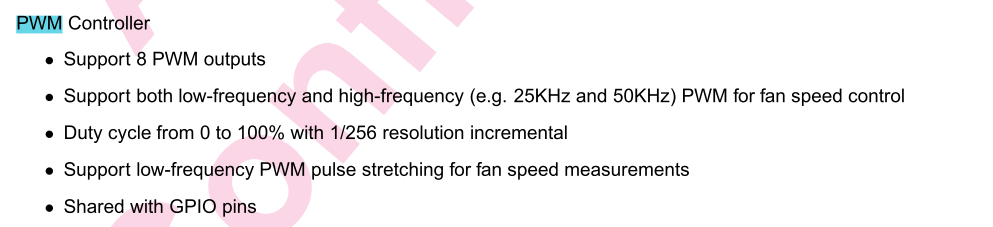 PWM Controller
● Support 8 PWM outputs
● Support both low-frequency and high-frequency (e.g. 25KHz and 50KHz) PWM for fan speed control
● Duty cycle from 0 to 100% with 1/256 resolution incremental
● Support low-frequency PWM pulse stretching for fan speed measurements
● Shared with GPIO pins